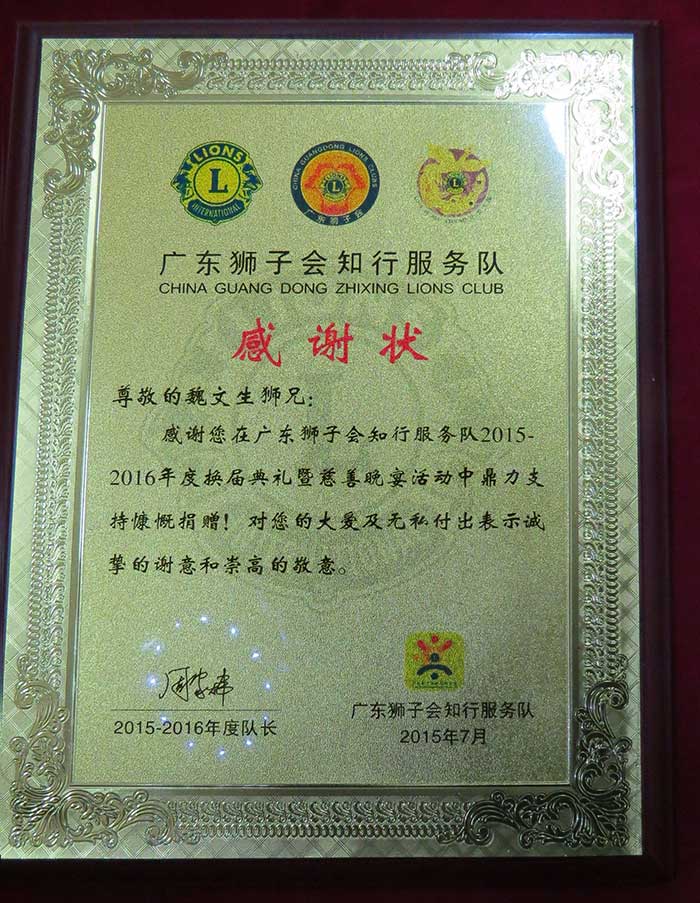 LIONS
L
INTERNATIONAL
CHINA GUANGDONG LIONS CLUBS
广东狮子会
广东狮子会知行服务队
CHINA GUANG DONG ZHIXING LIONS CLUB
感谢状
尊敬的魏文生狮兄：
感谢您在广东狮子会知行服务队2015-
2016年度换届典礼暨慈善晚宴活动中鼎力支
持慷慨捐赠！对您的大爱及无私付出表示诚
挚的谢意和崇高的敬意。
2015-2016年度队长
广东狮子会知行服务队
2015年7月